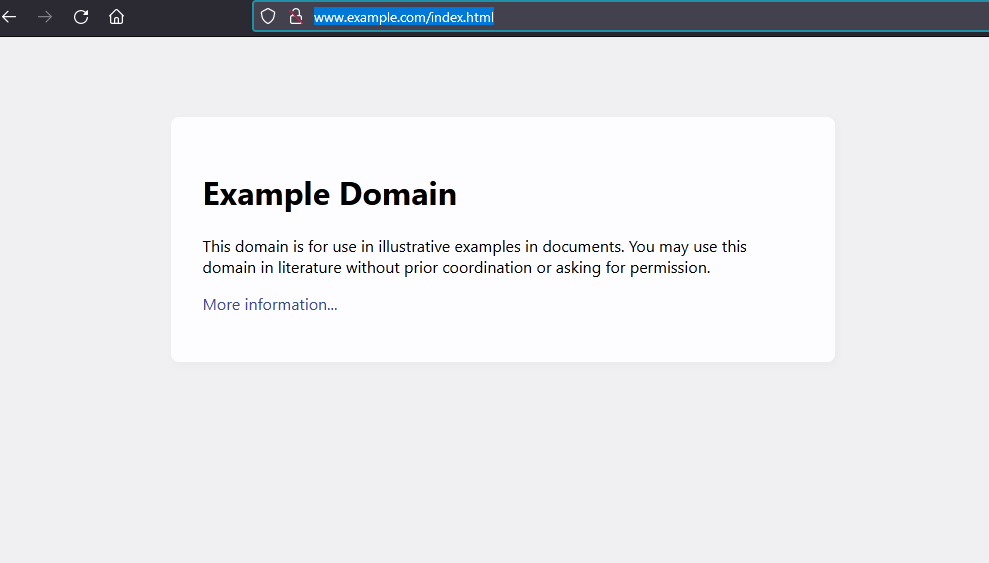 www.example.com/index.html
Example Domain
This domain is for use in illustrative examples in documents. You may use this
domain in literature without prior coordination or asking for permission.
More information...